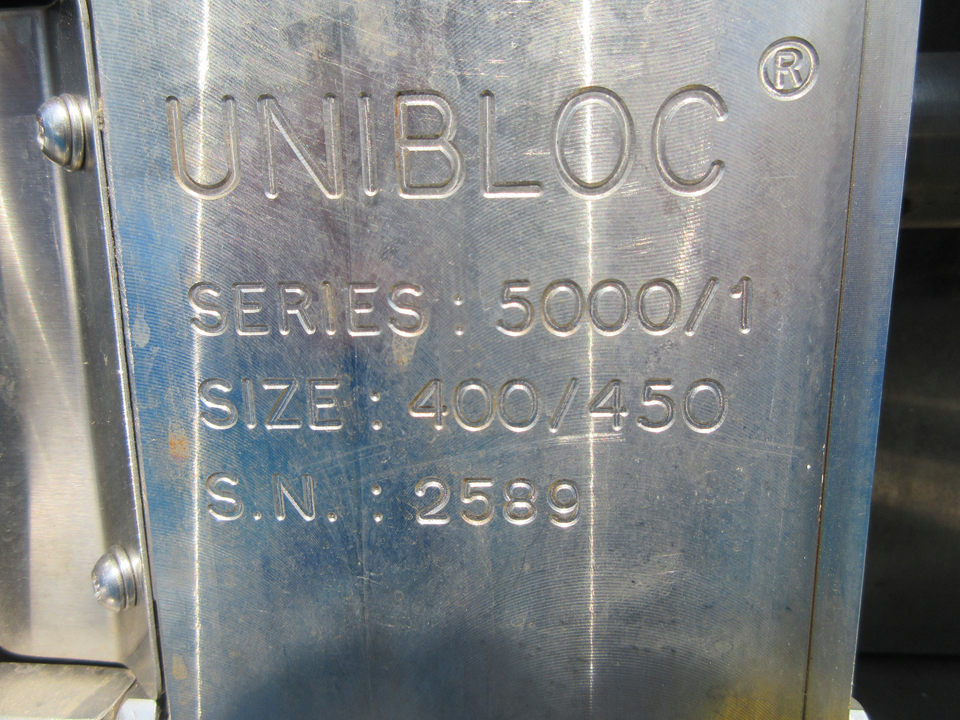 UNIBLOC®
SERIES : 5000/1
SIZE : 400/450
S.N. : 2589